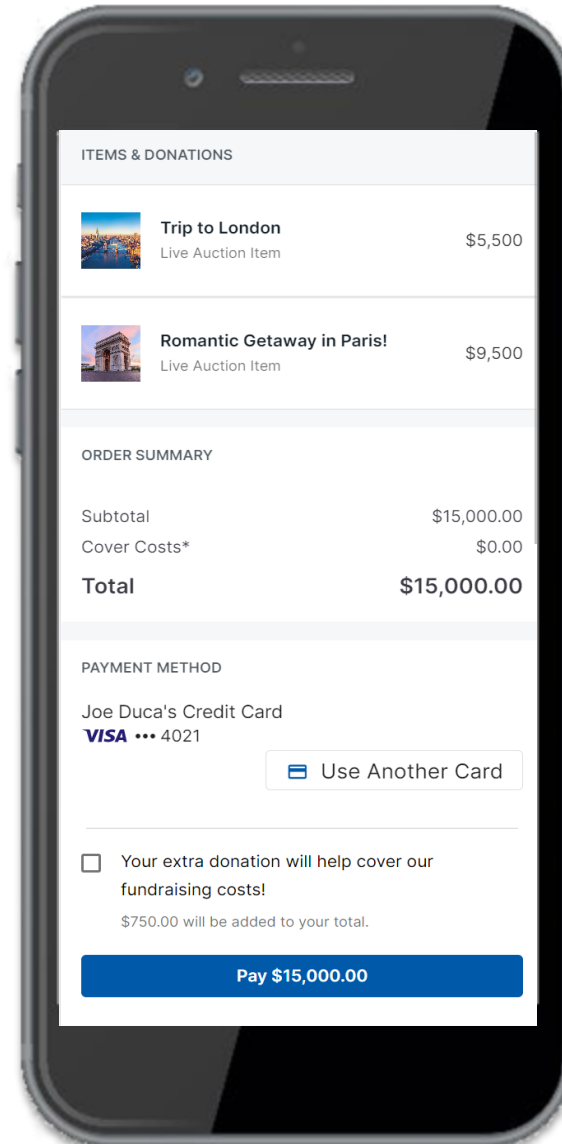 ITEMS & DONATIONS
Trip to London
Live Auction Item
$5,500
Romantic Getaway in Paris!
Live Auction Item
$9,500
ORDER SUMMARY
Subtotal $15,000.00
Cover Costs* $0.00
Total $15,000.00
PAYMENT METHOD
Joe Duca's Credit Card
VISA ••• 4021
Use Another Card
Your extra donation will help cover our
fundraising costs!
$750.00 will be added to your total.
Pay $15,000.00